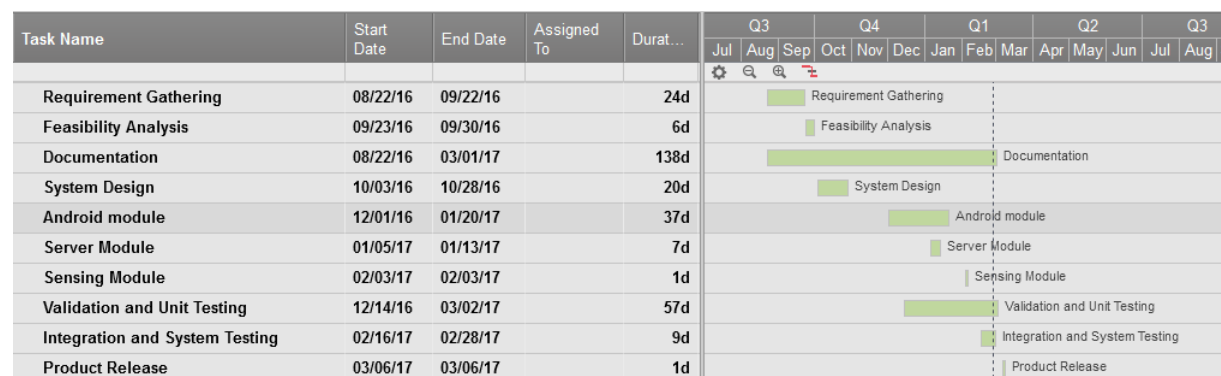 Task Name Start Date End Date Assigned To Durat... Q3 Q4 Q1 Q2 Q3
Jul Aug Sep Oct Nov Dec Jan Feb Mar Apr May Jun Jul Aug
Requirement Gathering 08/22/16 09/22/16 24d Requirement Gathering
Feasibility Analysis 09/23/16 09/30/16 6d Feasibility Analysis
Documentation 08/22/16 03/01/17 138d Documentation
System Design 10/03/16 10/28/16 20d System Design
Android module 12/01/16 01/20/17 37d Android module
Server Module 01/05/17 01/13/17 7d Server Module
Sensing Module 02/03/17 02/03/17 1d Sensing Module
Validation and Unit Testing 12/14/16 03/02/17 57d Validation and Unit Testing
Integration and System Testing 02/16/17 02/28/17 9d Integration and System Testing
Product Release 03/06/17 03/06/17 1d Product Release